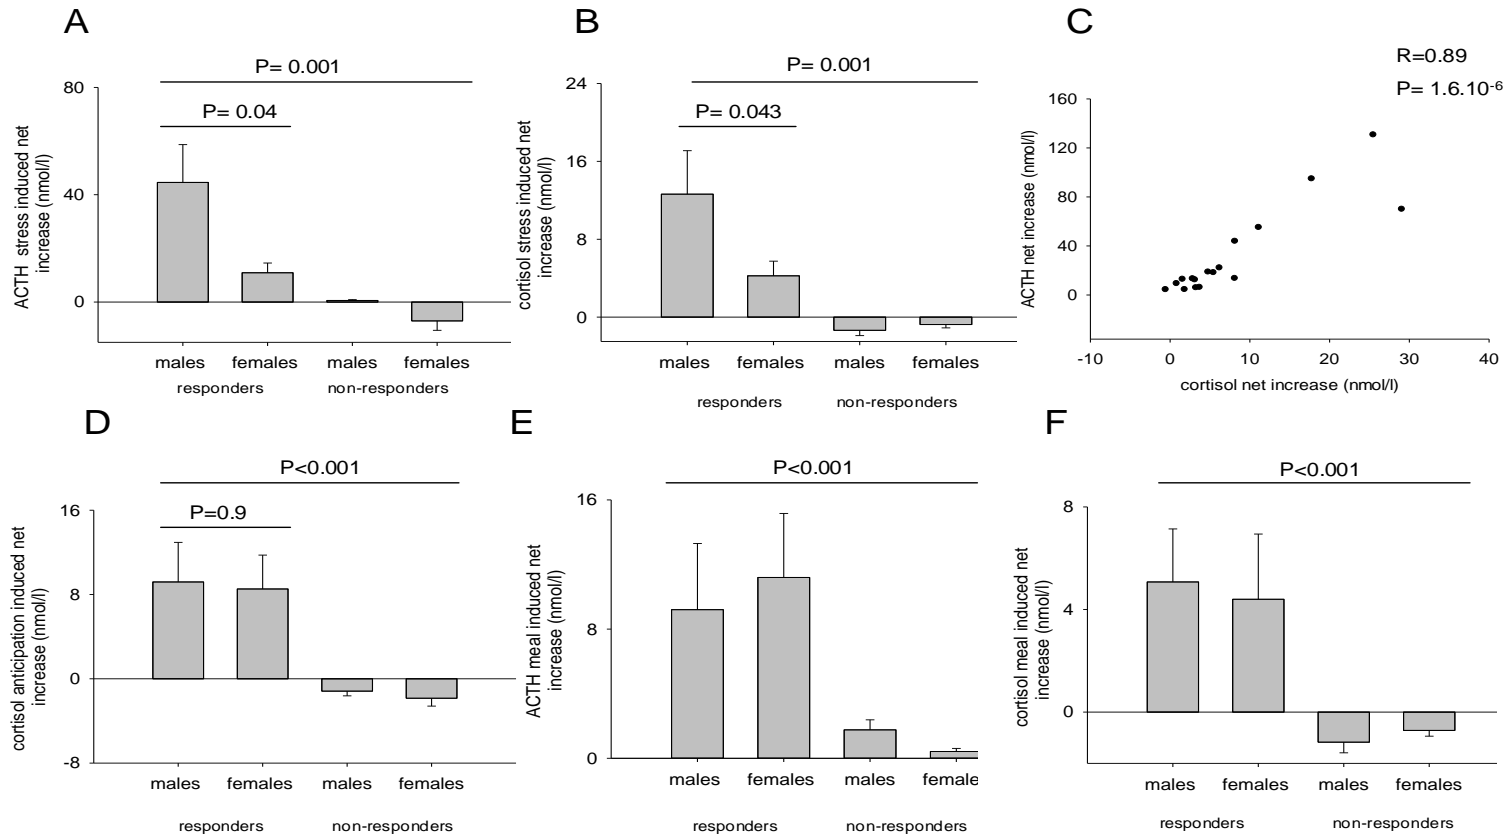 A
P= 0.001
P= 0.04
80
40
0
ACTH stress induced net
increase (nmol/l)
males females males females
responders non-responders
B
P= 0.001
P= 0.043
24
16
8
0
cortisol stress induced net
increase (nmol/l)
males females males females
responders non-responders
C
R=0.89
P= 1.6.10-6
160
120
80
40
0
ACTH net increase (nmol/l)
-10 0 10 20 30 40
cortisol net increase (nmol/l)
D
P<0.001
P=0.9
16
8
0
-8
cortisol anticipation induced net
increase (nmol/l)
males females males females
responders non-responders
E
P<0.001
16
8
0
ACTH meal induced net
increase (nmol/l)
males females males female
responders non-responders
F
P<0.001
8
4
0
cortisol meal induced net
increase (nmol/l)
males females males females
responders non-responders